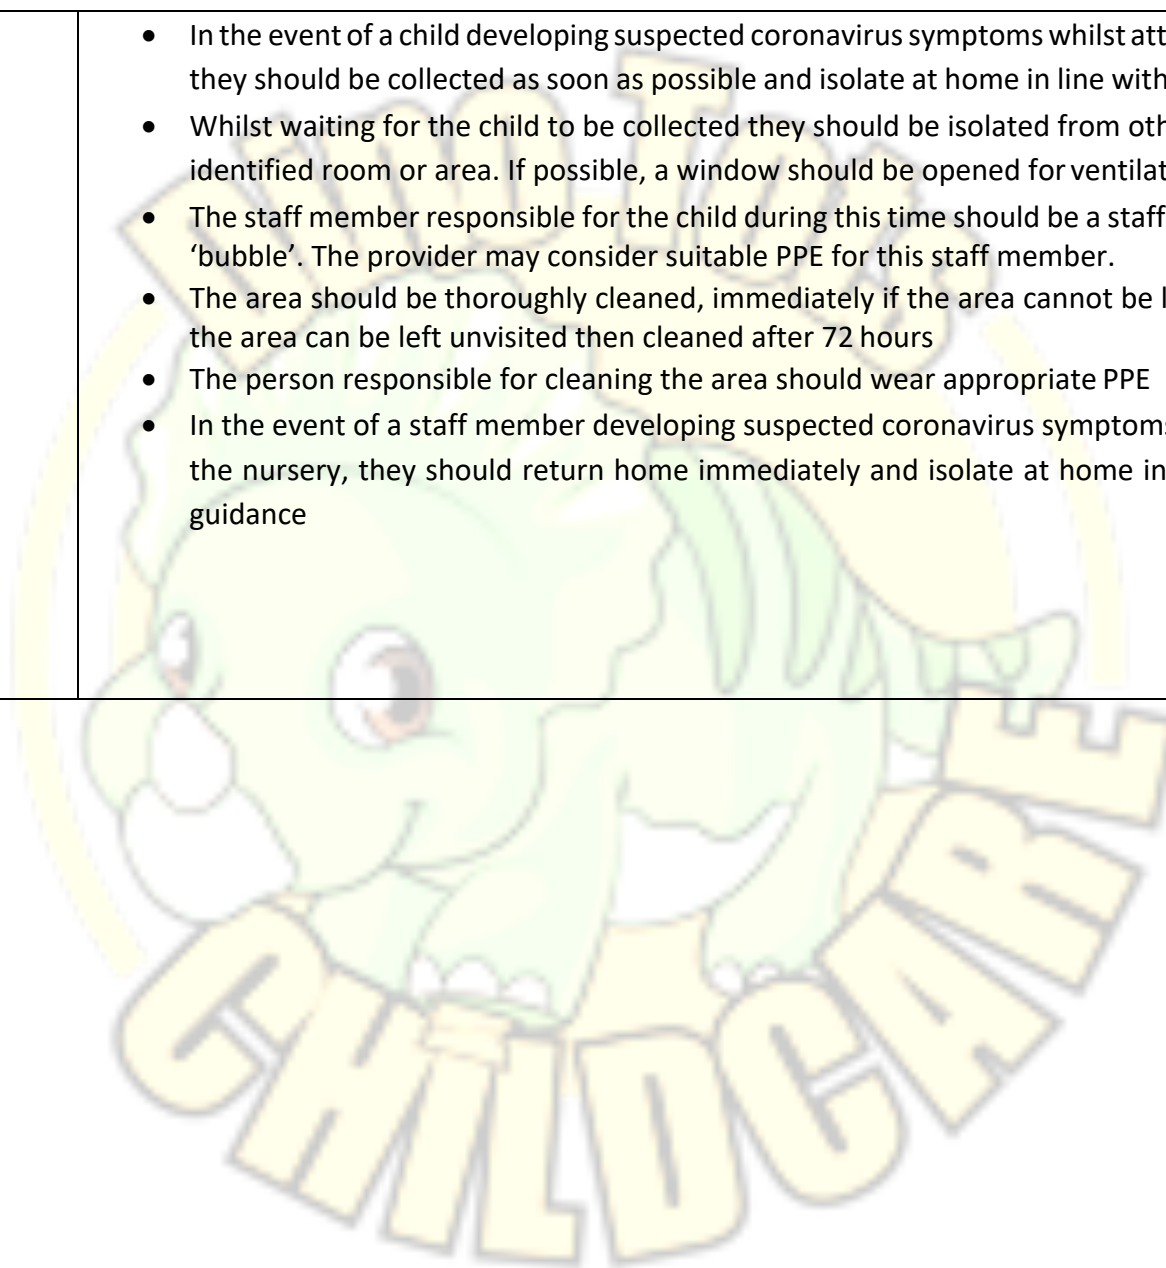 • In the event of a child developing suspected coronavirus symptoms whilst att
they should be collected as soon as possible and isolate at home in line with
• Whilst waiting for the child to be collected they should be isolated from oth
identified room or area. If possible, a window should be opened for ventilat
• The staff member responsible for the child during this time should be a staff
‘bubble’. The provider may consider suitable PPE for this staff member.
• The area should be thoroughly cleaned, immediately if the area cannot be l
the area can be left unvisited then cleaned after 72 hours
• The person responsible for cleaning the area should wear appropriate PPE
• In the event of a staff member developing suspected coronavirus symptoms
the nursery, they should return home immediately and isolate at home in
guidance
Dino Tots
CHILDCARE